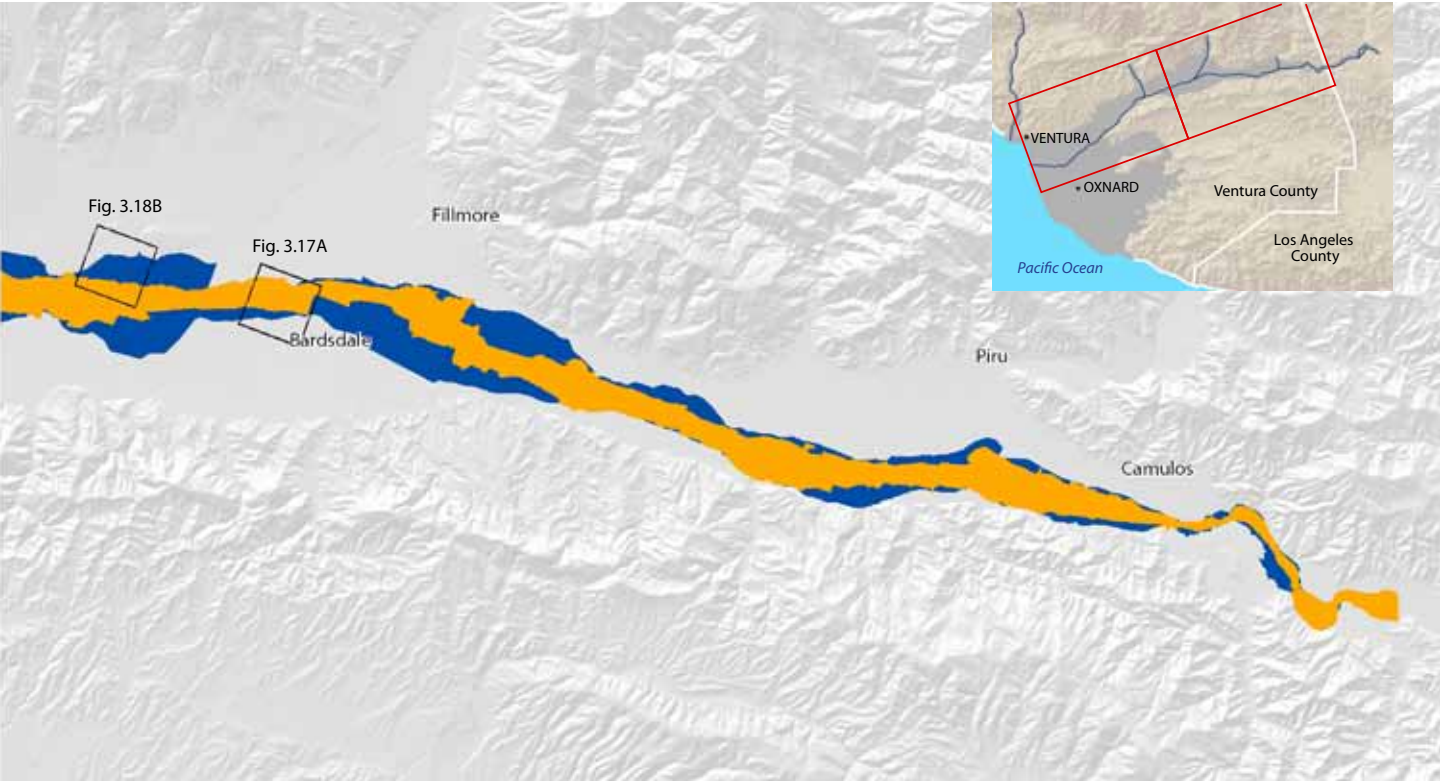 VENTURA
OXNARD
Ventura County
Los Angeles
County
Pacific Ocean
Fig. 3.18B
Fillmore
Fig. 3.17A
Bardsdale
Piru
Camulos